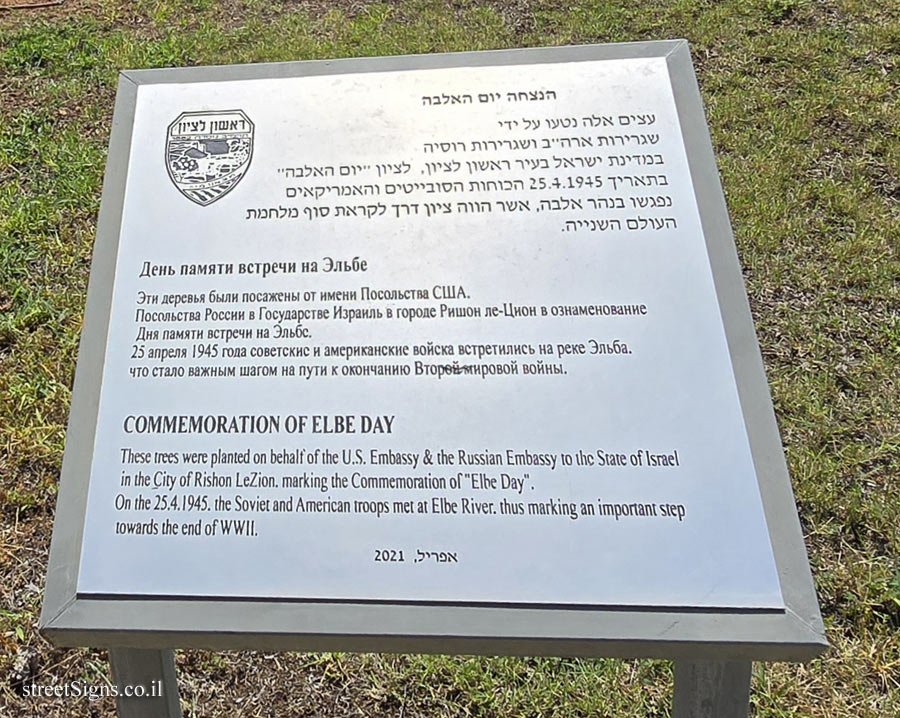 ראשון לציון
הנצחה יום האלבה
עצים אלה נטעו על ידי
שגרירות ארה"ב ושגרירות רוסיה
במדינת ישראל בעיר ראשון לציון, לציון "יום האלבה"
בתאריך 25.4.1945 הכוחות הסובייטים והאמריקאים
נפגשו בנהר אלבה, אשר הווה ציון דרך לקראת סוף מלחמת
העולם השנייה.
День памяти встречи на Эльбе
Эти деревья были посажены от имени Посольства США.
Посольства России в Государстве Израиль в городе Ришон ле-Цион в ознаменование
Дня памяти встречи на Эльбе.
25 апреля 1945 года советские и американские войска встретились на реке Эльба.
что стало важным шагом на пути к окончанию Второй мировой войны.
COMMEMORATION OF ELBE DAY
These trees were planted on behalf of the U.S. Embassy & the Russian Embassy to the State of Israel
in the City of Rishon LeZion. marking the Commemoration of "Elbe Day".
On the 25.4.1945. the Soviet and American troops met at Elbe River. thus marking an important step
towards the end of WWII.
אפריל, 2021
streetSigns.co.il